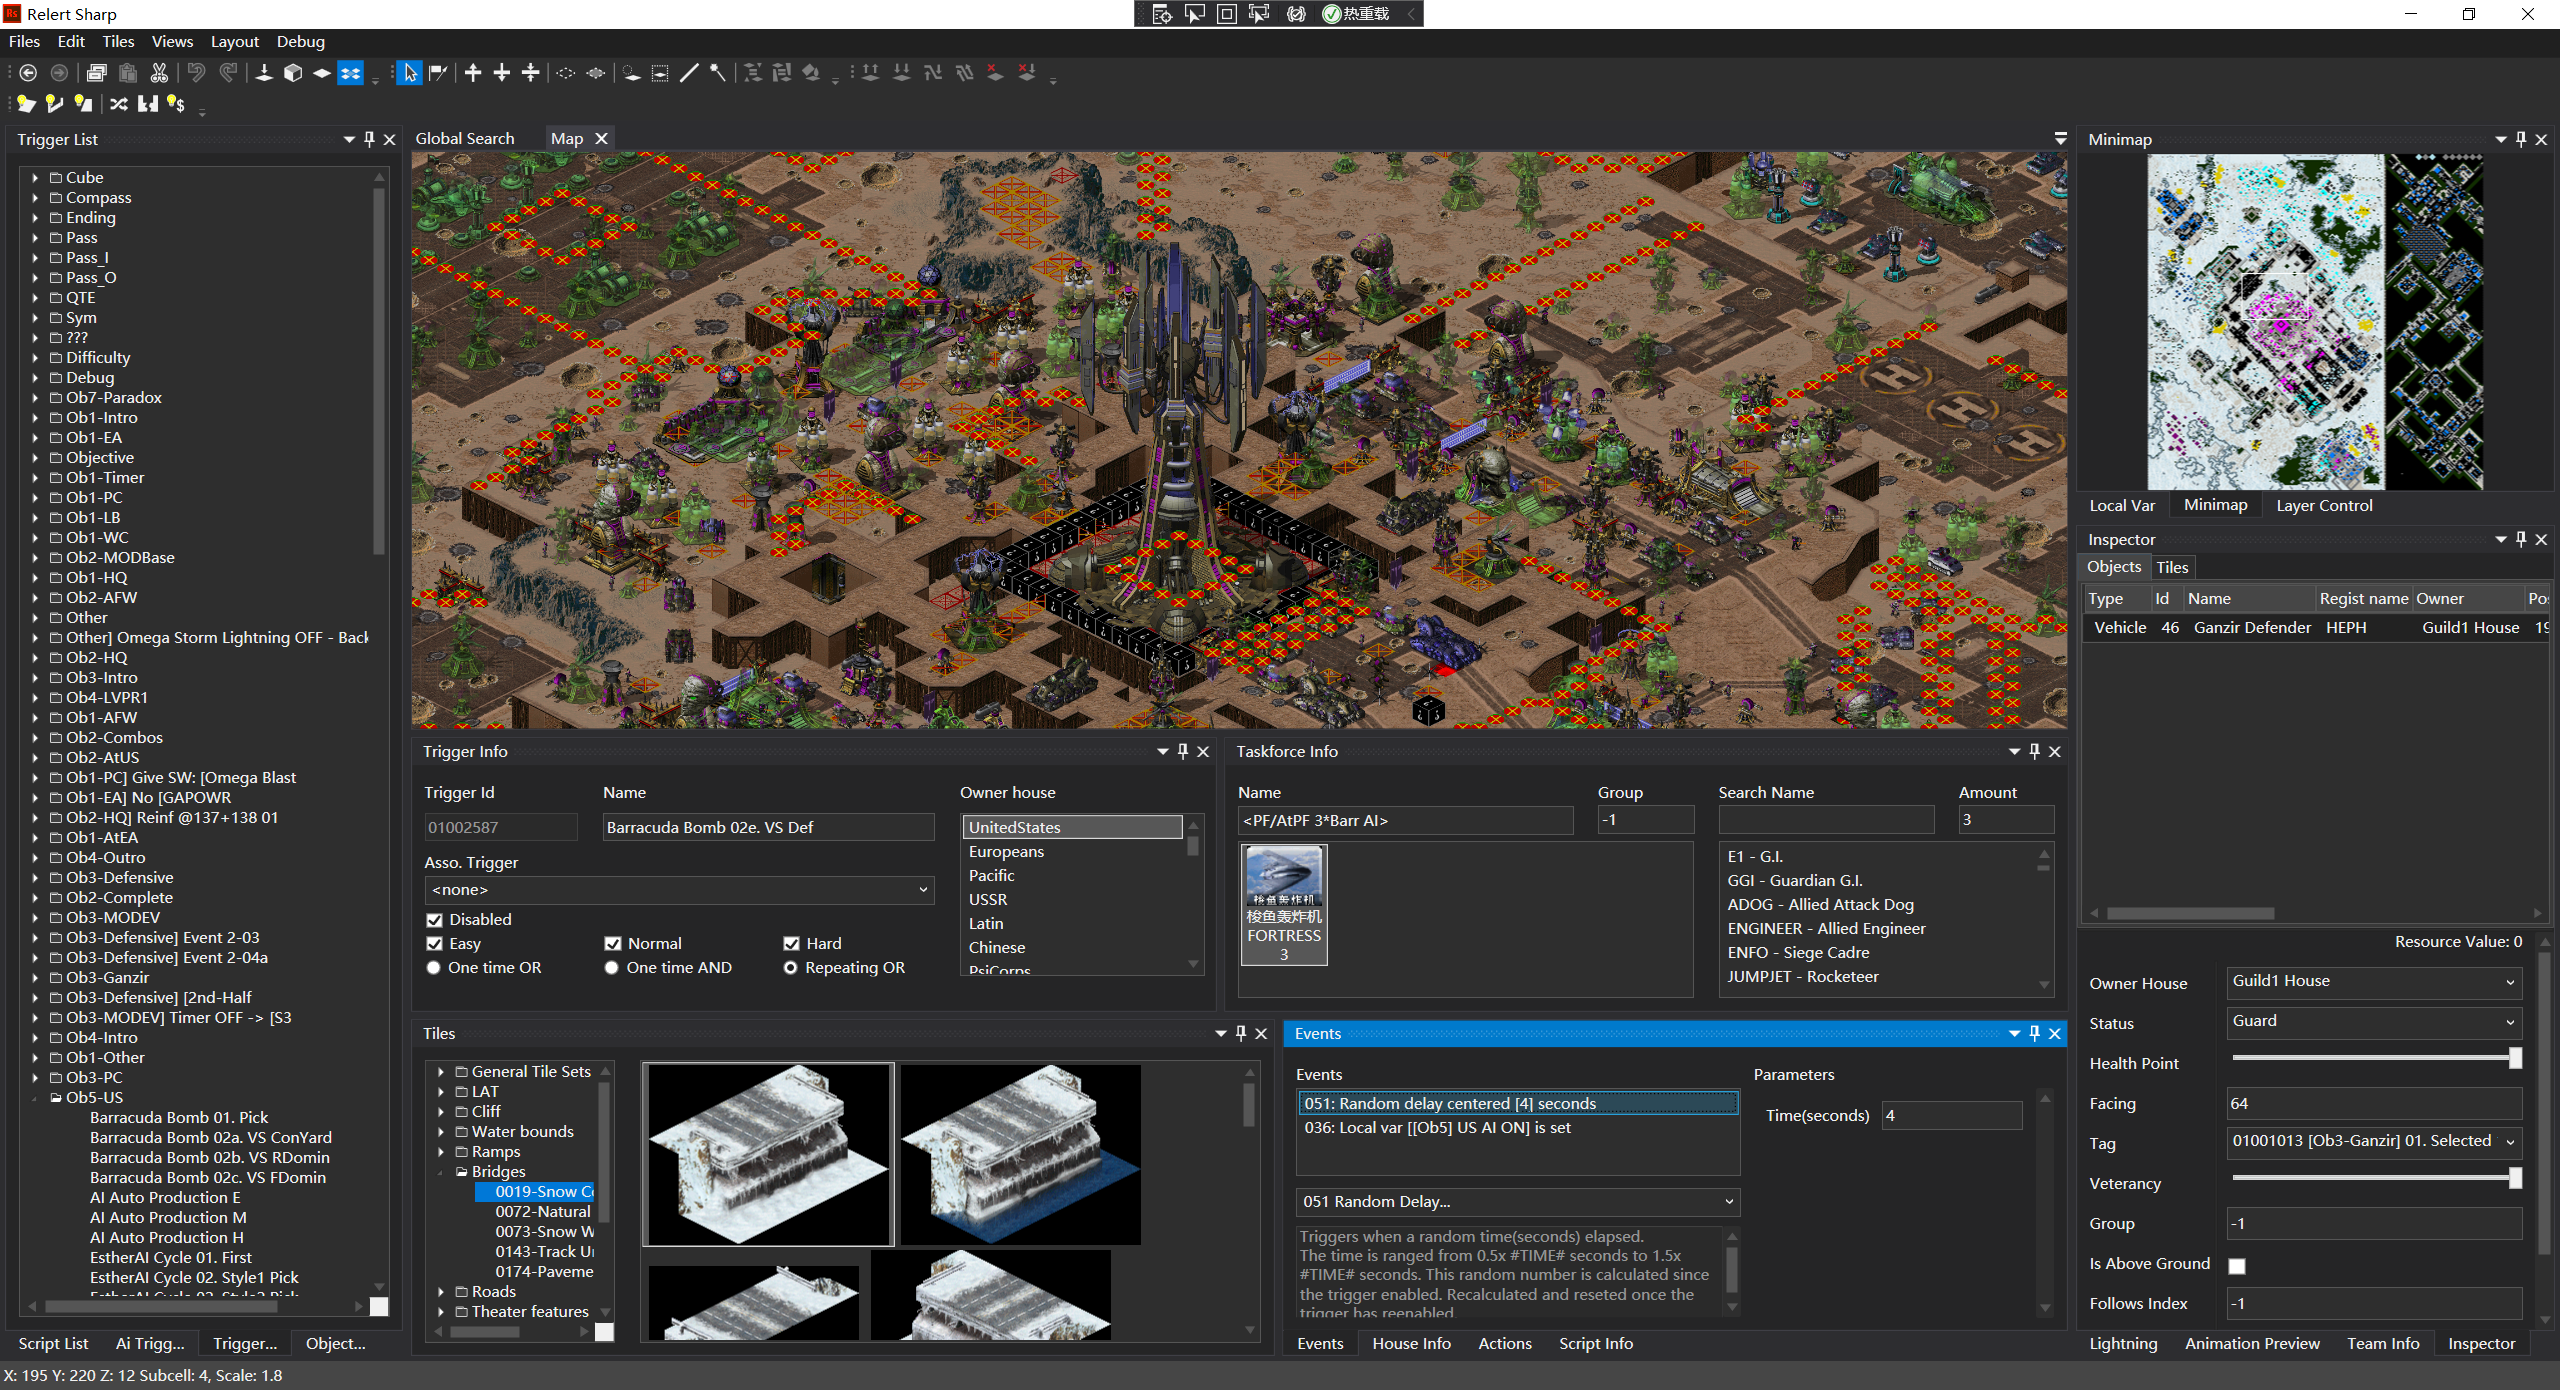 Relert Sharp
热重载
Files Edit Tiles Views Layout Debug
Trigger List
Cube
Compass
Ending
Pass
Pass_I
Pass_O
QTE
Sym
???
Difficulty
Debug
Ob7-Paradox
Ob1-Intro
Ob1-EA
Objective
Ob1-Timer
Ob1-PC
Ob1-LB
Ob1-WC
Ob2-MODBase
Ob1-HQ
Ob2-AFW
Other
Other] Omega Storm Lightning OFF - Back
Ob2-HQ
Ob3-Intro
Ob4-LVPR1
Ob1-AFW
Ob2-Combos
Ob2-AtUS
Ob1-PC] Give SW: [Omega Blast
Ob1-EA] No [GAPOWR
Ob2-HQ] Reinf @137+138 01
Ob1-AtEA
Ob4-Outro
Ob3-Defensive
Ob2-Complete
Ob3-MODEV
Ob3-Defensive] Event 2-03
Ob3-Defensive] Event 2-04a
Ob3-Ganzir
Ob3-Defensive] [2nd-Half
Ob3-MODEV] Timer OFF -> [S3
Ob4-Intro
Ob1-Other
Ob3-PC
Ob5-US
Barracuda Bomb 01. Pick
Barracuda Bomb 02a. VS ConYard
Barracuda Bomb 02b. VS RDomin
Barracuda Bomb 02c. VS FDomin
AI Auto Production E
AI Auto Production M
AI Auto Production H
EstherAI Cycle 01. First
EstherAI Cycle 02. Style1 Pick
EstherAI Cycle 02. Style2 Pick
Script List Ai Trigg... Trigger... Object...
Global Search Map
Trigger Info
Trigger Id Name Owner house
01002587 Barracuda Bomb 02e. VS Def
Asso. Trigger
<none>
Disabled
Easy Normal Hard
One time OR One time AND Repeating OR
UnitedStates
Europeans
Pacific
USSR
Latin
Chinese
PsiCorps
Taskforce Info
Name Group Search Name Amount
<PF/AtPF 3*Barr AI> -1 3
梭鱼轰炸机
梭鱼轰炸机
FORTRESS
3
E1 - G.I.
GGI - Guardian G.I.
ADOG - Allied Attack Dog
ENGINEER - Allied Engineer
ENFO - Siege Cadre
JUMPJET - Rocketeer
Tiles
General Tile Sets
LAT
Cliff
Water bounds
Ramps
Bridges
0019-Snow Co
0072-Natural
0073-Snow W
0143-Track Ur
0174-Paveme
Roads
Theater features
Events
Events Parameters
051: Random delay centered [4] seconds
036: Local var [[Ob5] US AI ON] is set
Time(seconds) 4
051 Random Delay...
Triggers when a random time(seconds) elapsed.
The time is ranged from 0.5x #TIME# seconds to 1.5x
#TIME# seconds. This random number is calculated since
the trigger enabled. Recalculated and reseted once the
trigger has reenabled.
Events House Info Actions Script Info
Minimap
Local Var Minimap Layer Control
Inspector
Objects Tiles
Type Id Name Regist name Owner Pos
Vehicle 46 Ganzir Defender HEPH Guild1 House 19
Resource Value: 0
Owner House Guild1 House
Status Guard
Health Point
Facing 64
Tag 01001013 [Ob3-Ganzir] 01. Selected
Veterancy
Group -1
Is Above Ground
Follows Index -1
Lightning Animation Preview Team Info Inspector
X: 195 Y: 220 Z: 12 Subcell: 4, Scale: 1.8